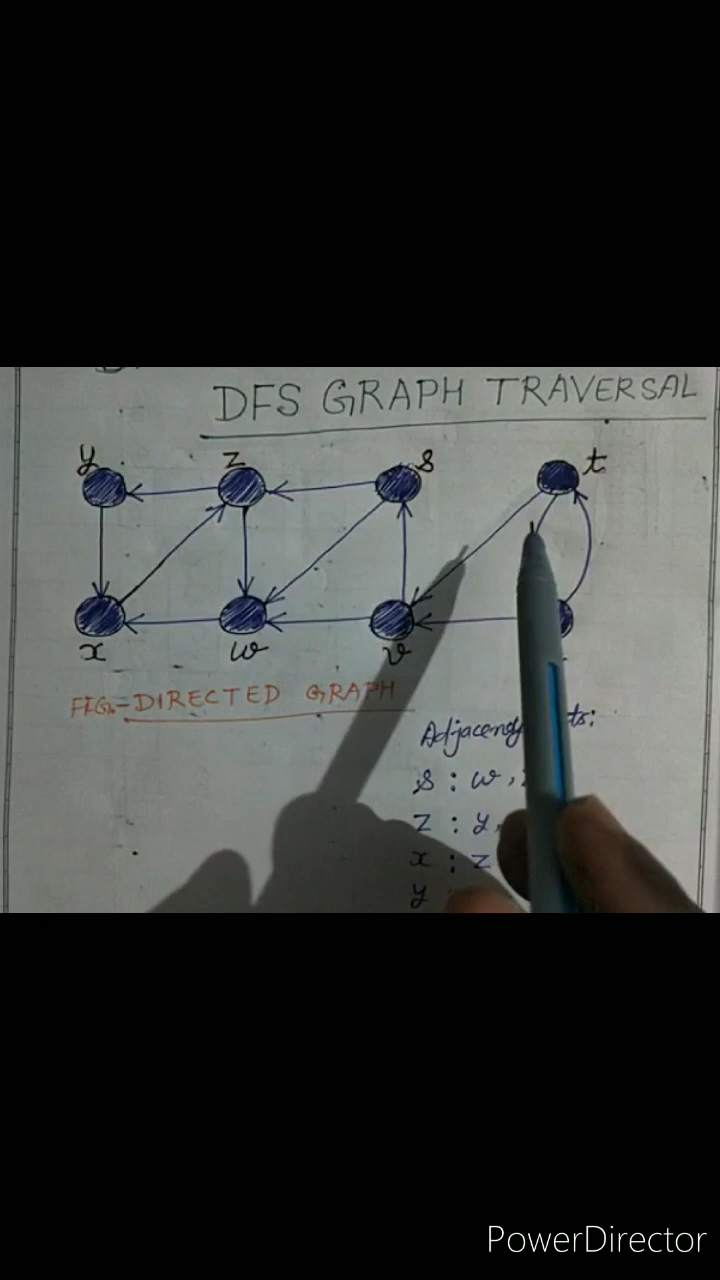 DFS GRAPH TRAVERSAL
y z s t
x w v
FIG.-DIRECTED GRAPH
s : w,
z : y,
x : z
y
PowerDirector